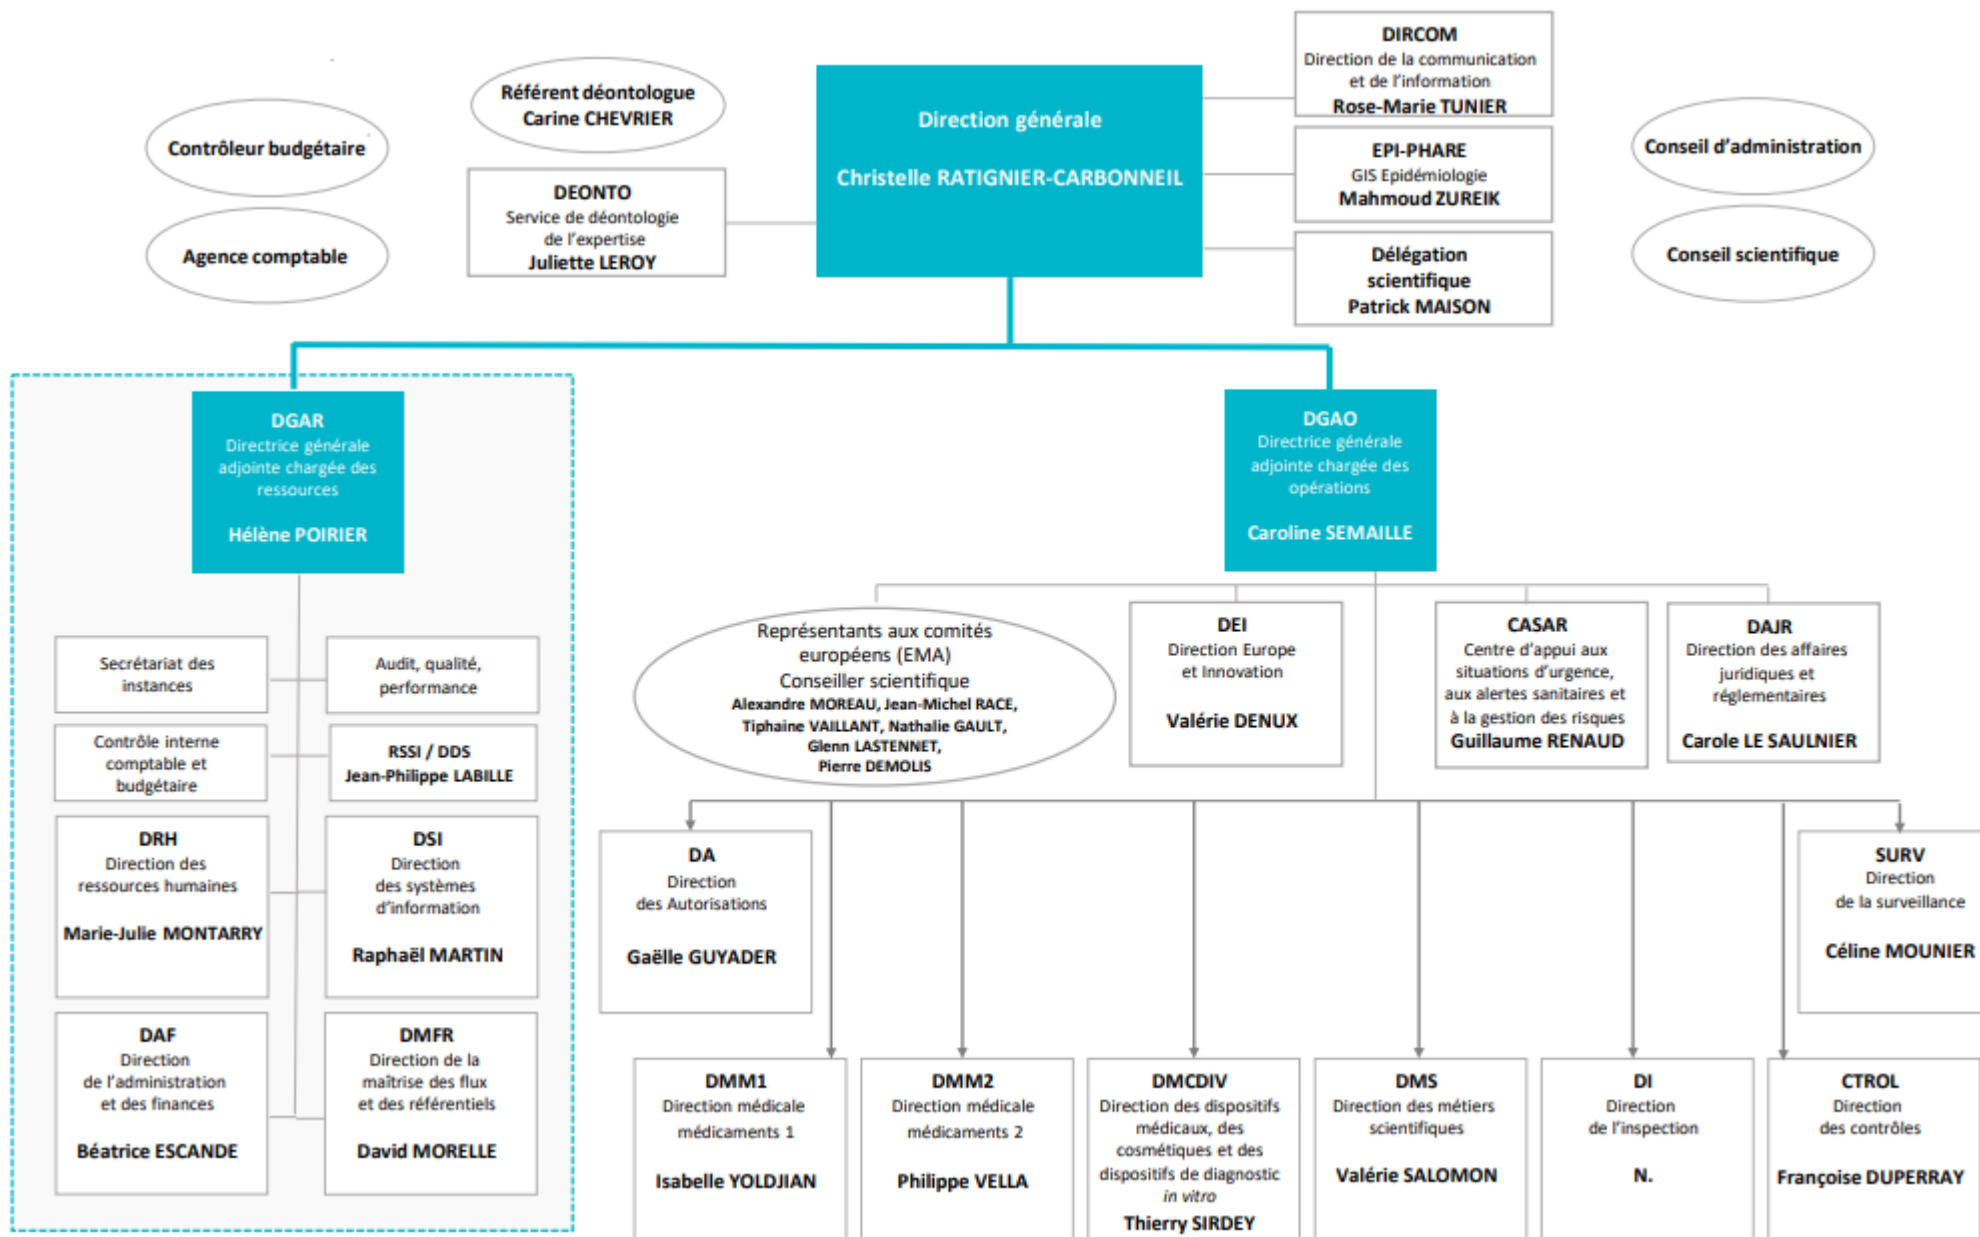 DIRCOM
Direction de la communication
et de l'information
Rose-Marie TUNIER
Référent déontologue
Carine CHEVRIER
Direction générale
Christelle RATIGNIER-CARBONNEIL
Contrôleur budgétaire
EPI-PHARE
GIS Epidémiologie
Mahmoud ZUREIK
Conseil d'administration
DEONTO
Service de déontologie
de l'expertise
Juliette LEROY
Agence comptable
Délégation
scientifique
Patrick MAISON
Conseil scientifique
DGAR
Directrice générale
adjointe chargée des
ressources
Hélène POIRIER
DGAO
Directrice générale
adjointe chargée des
opérations
Caroline SEMAILLE
Secrétariat des
instances
Audit, qualité,
performance
Contrôle interne
comptable et
budgétaire
RSSI / DDS
Jean-Philippe LABILLE
DRH
Direction des
ressources humaines
Marie-Julie MONTARRY
DSI
Direction
des systèmes
d'information
Raphaël MARTIN
DAF
Direction
de l'administration
et des finances
Béatrice ESCANDE
DMFR
Direction de la
maîtrise des flux
et des référentiels
David MORELLE
Représentants aux comités
européens (EMA)
Conseiller scientifique
Alexandre MOREAU, Jean-Michel RACE,
Tiphaine VAILLANT, Nathalie GAULT,
Glenn LASTENNET,
Pierre DEMOLIS
DEI
Direction Europe
et Innovation
Valérie DENUX
CASAR
Centre d'appui aux
situations d'urgence,
aux alertes sanitaires et
à la gestion des risques
Guillaume RENAUD
DAJR
Direction des affaires
juridiques et
réglementaires
Carole LE SAULNIER
DA
Direction
des Autorisations
Gaëlle GUYADER
SURV
Direction
de la surveillance
Céline MOUNIER
DMM1
Direction médicale
médicaments 1
Isabelle YOLDJIAN
DMM2
Direction médicale
médicaments 2
Philippe VELLA
DMCDIV
Direction des dispositifs
médicaux, des
cosmétiques et des
dispositifs de diagnostic
in vitro
Thierry SIRDEY
DMS
Direction des métiers
scientifiques
Valérie SALOMON
DI
Direction
de l'inspection
N.
CTROL
Direction
des contrôles
Françoise DUPERRAY